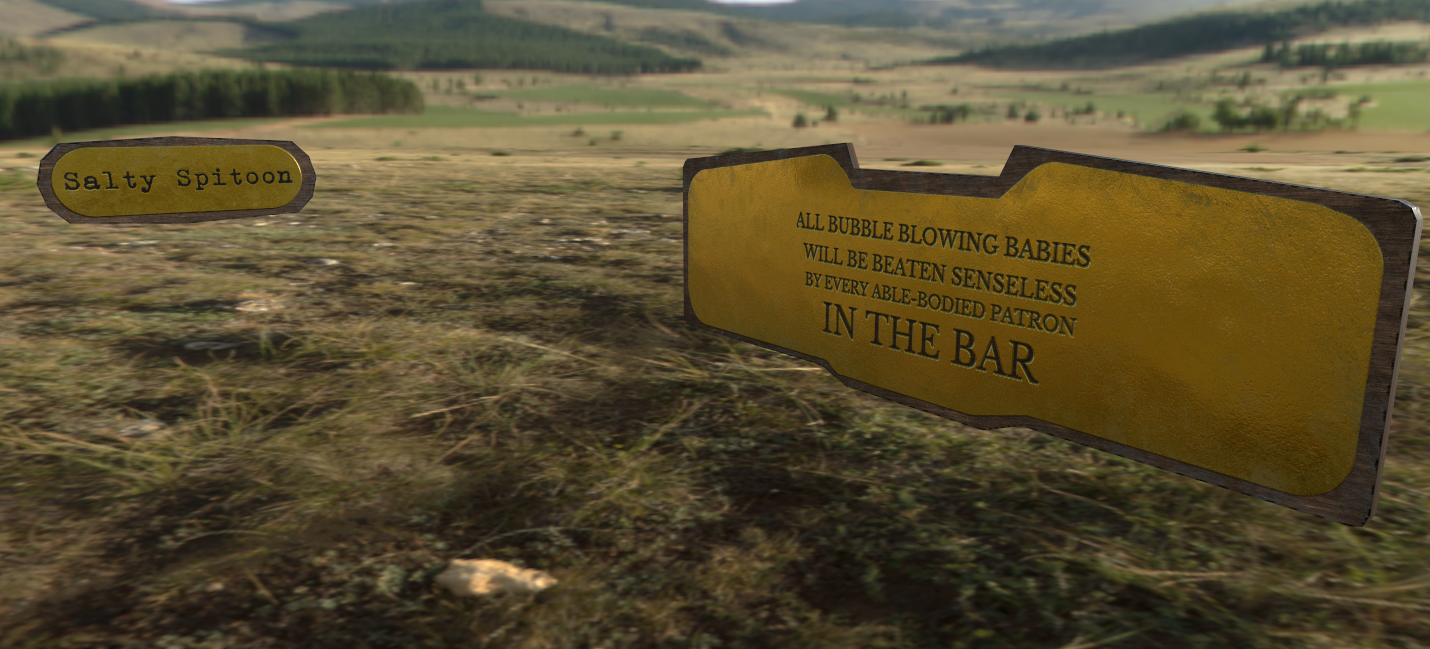 Salty Spitoon
ALL BUBBLE BLOWING BABIES
WILL BE BEATEN SENSELESS
BY EVERY ABLE-BODIED PATRON
IN THE BAR